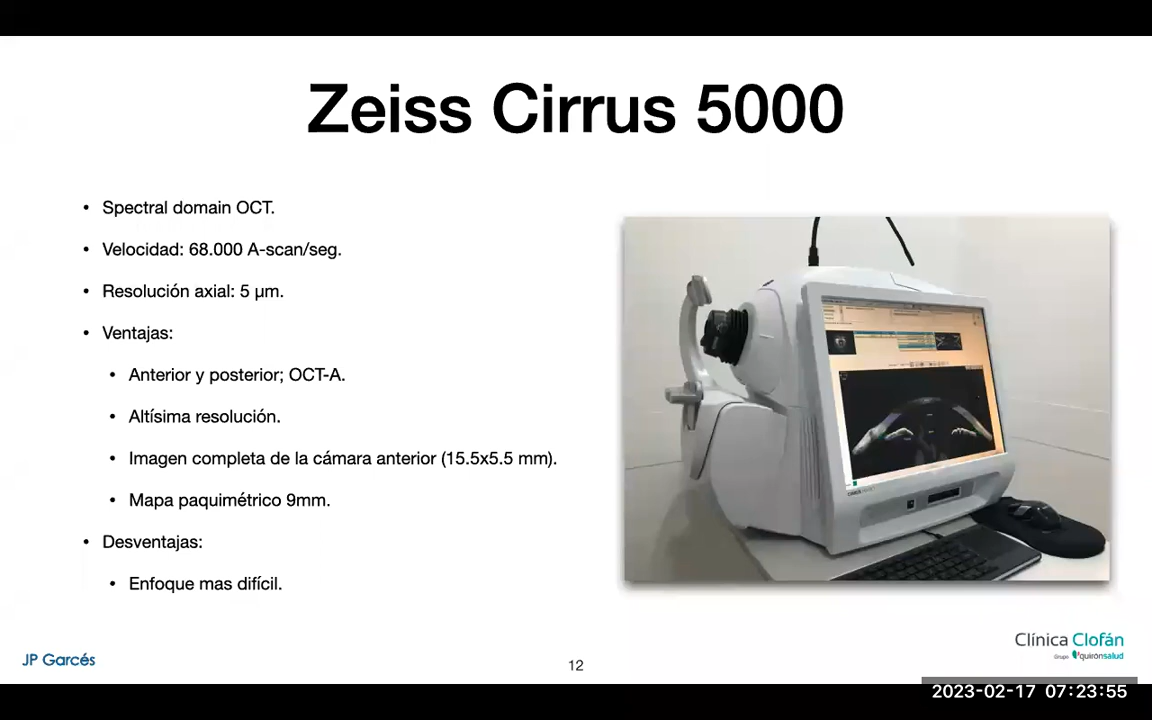 Zeiss Cirrus 5000
• Spectral domain OCT.
• Velocidad: 68.000 A-scan/seg.
• Resolución axial: 5 µm.
• Ventajas:
• Anterior y posterior; OCT-A.
• Altísima resolución.
• Imagen completa de la cámara anterior (15.5x5.5 mm).
• Mapa paquimétrico 9mm.
• Desventajas:
• Enfoque mas difícil.
JP Garcés
12
Clínica Clofán
Grupo quirónsalud
2023-02-17 07:23:55